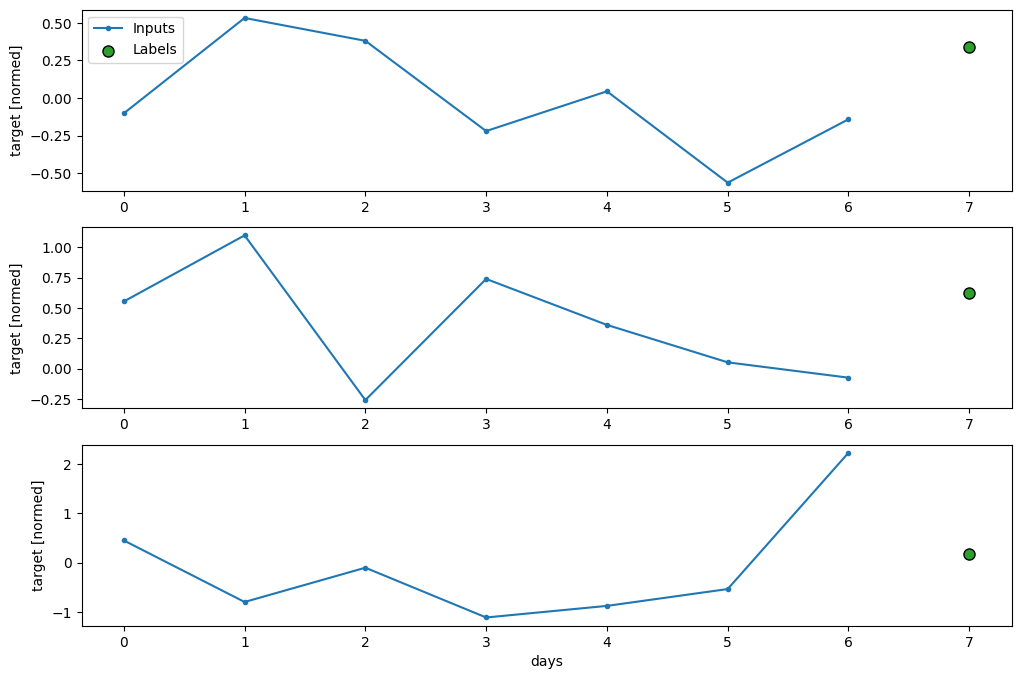 target [normed]
0.50
0.25
0.00
−0.25
−0.50
Inputs
Labels
0 1 2 3 4 5 6 7
target [normed]
1.00
0.75
0.50
0.25
0.00
−0.25
0 1 2 3 4 5 6 7
target [normed]
2
1
0
−1
0 1 2 3 4 5 6 7
days